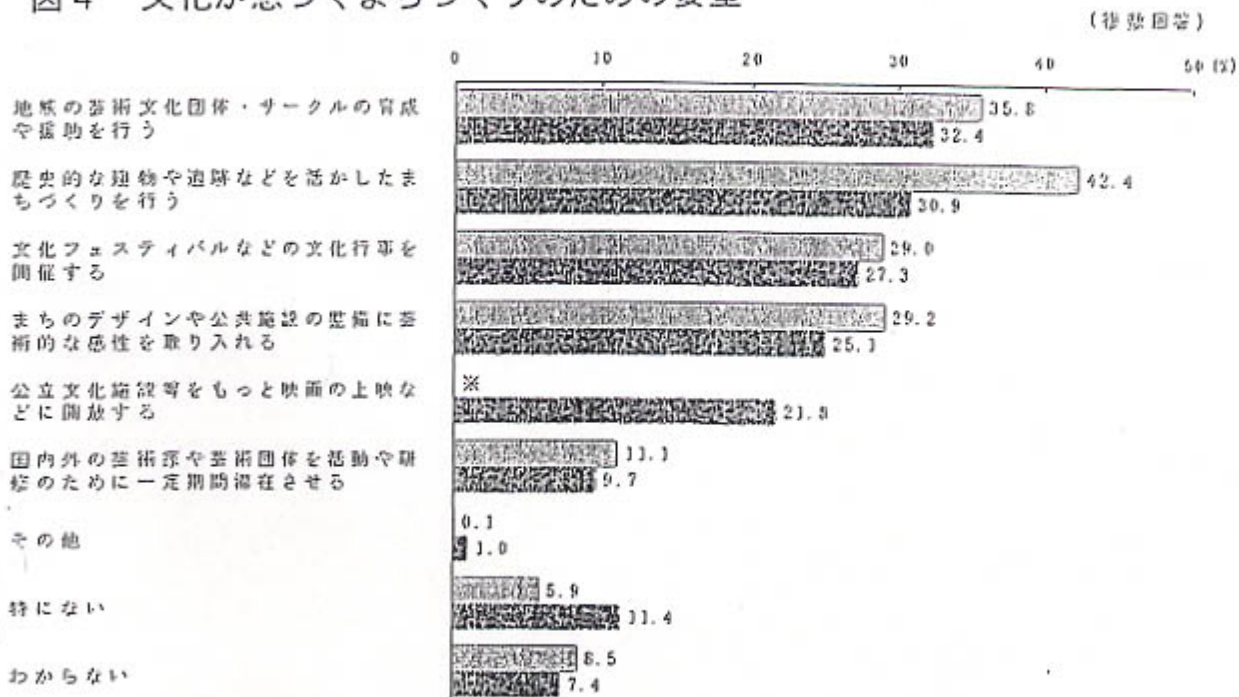 図4 文化が息づくまちづくりのための要望
(複数回答)
0 10 20 30 40 50 (%)
地域の芸術文化団体・サークルの育成
や援助を行う
35.8
32.4
歴史的な建物や遺跡などを活かしたま
ちづくりを行う
42.4
30.9
文化フェスティバルなどの文化行事を
開催する
29.0
27.3
まちのデザインや公共施設の整備に芸
術的な感性を取り入れる
29.2
25.1
公立文化施設等をもっと映画の上映な
どに開放する
※
21.8
国内外の芸術家や芸術団体を活動や研
修のために一定期間滞在させる
11.1
9.7
その他
0.1
1.0
特にない
5.9
11.4
わからない
8.5
7.4